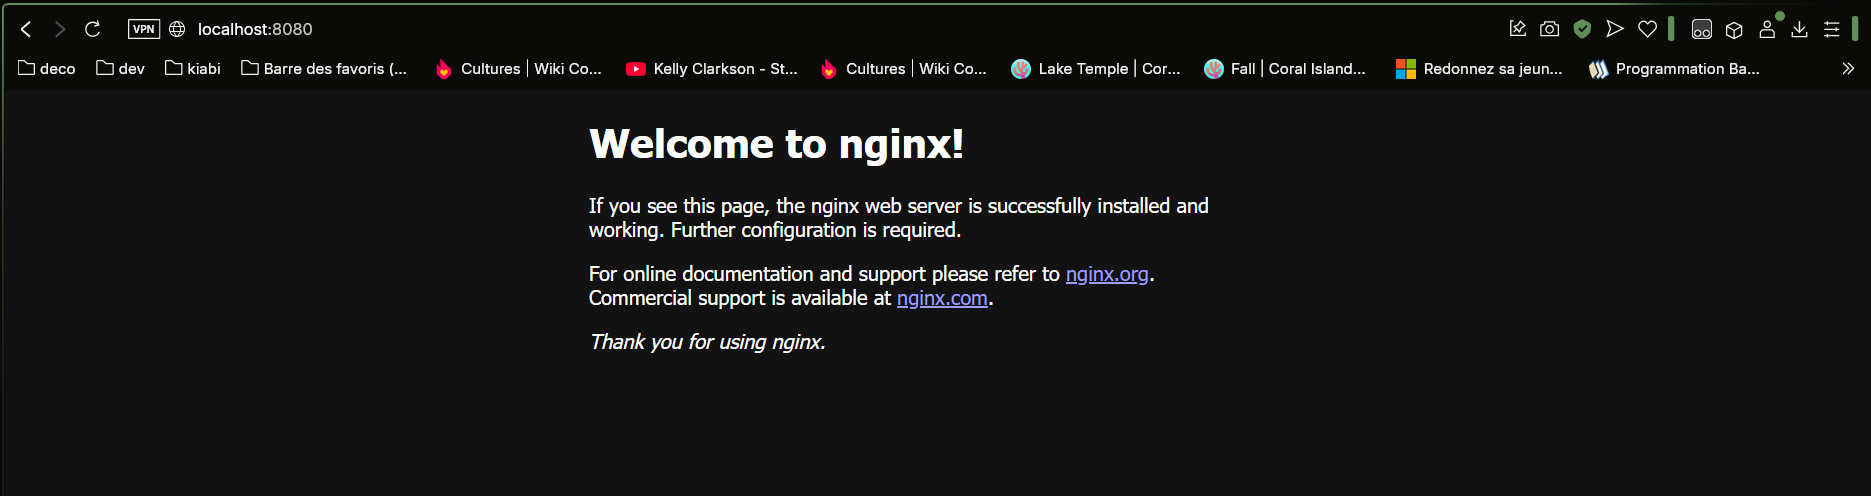 VPN localhost:8080
deco dev kiabi Barre des favoris (... Cultures | Wiki Co... Kelly Clarkson - St... Cultures | Wiki Co... Lake Temple | Cor... Fall | Coral Island... Redonnez sa jeun... Programmation Ba...
Welcome to nginx!
If you see this page, the nginx web server is successfully installed and
working. Further configuration is required.
For online documentation and support please refer to nginx.org.
Commercial support is available at nginx.com.
Thank you for using nginx.